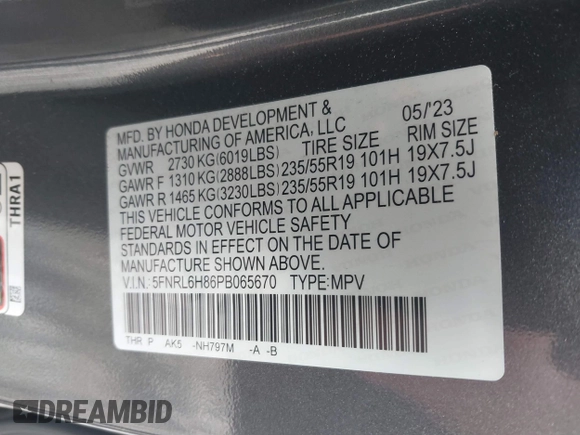 MFD. BY HONDA DEVELOPMENT &
MANUFACTURING OF AMERICA, LLC 05/'23
GVWR 2730 KG(6019LBS) TIRE SIZE RIM SIZE
GAWR F 1310 KG(2888LBS) 235/55R19 101H 19X7.5J
GAWR R 1465 KG(3230LBS) 235/55R19 101H 19X7.5J
THIS VEHICLE CONFORMS TO ALL APPLICABLE
FEDERAL MOTOR VEHICLE SAFETY
STANDARDS IN EFFECT ON THE DATE OF
MANUFACTURE SHOWN ABOVE.
V.I.N.:5FNRL6H86PB065670 TYPE:MPV
THR P AK5 -NH797M -A -B
THRA1
DREAMBID